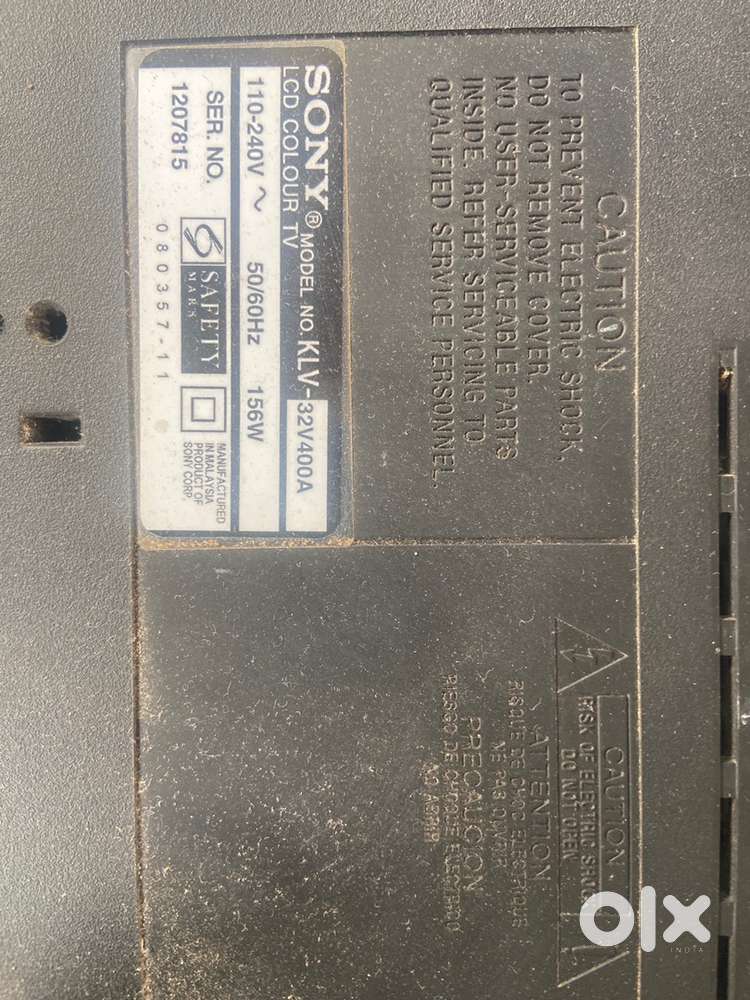 SONY® MODEL NO. KLV-32V400A
LCD COLOUR TV
110-240V ~ 50/60Hz 156W
SER. NO.
1207815
SAFETY
MARK
080357-11
MANUFACTURED
IN MALAYSIA
PRODUCT OF
SONY CORP.
CAUTION
TO PREVENT ELECTRIC SHOCK,
DO NOT REMOVE COVER.
NO USER-SERVICEABLE PARTS
INSIDE. REFER SERVICING TO
QUALIFIED SERVICE PERSONNEL.
CAUTION
RISK OF ELECTRIC SHOCK
DO NOT OPEN
ATTENTION:
RISQUE DE CHOC ELECTRIQUE
NE PAS OUVRIR
PRECAUCION
RIESGO DE CHOQUE ELECTRICO
NO ABRIR
olx
INDIA